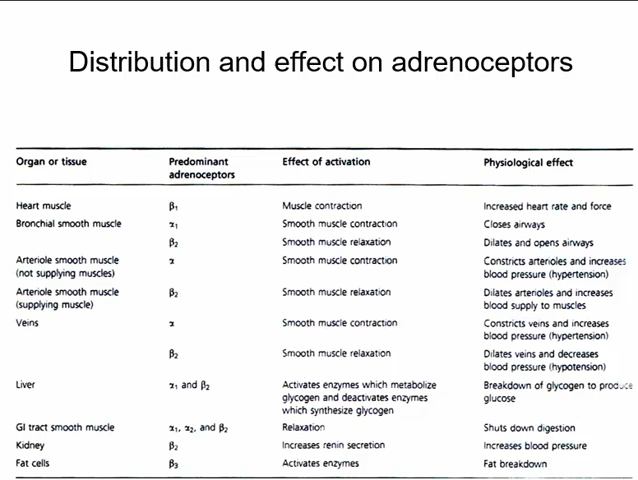 Distribution and effect on adrenoceptors
Organ or tissue Predominant adrenoceptors Effect of activation Physiological effect
Heart muscle β₁ Muscle contraction Increased heart rate and force
Bronchial smooth muscle α₁ Smooth muscle contraction Closes airways
β₂ Smooth muscle relaxation Dilates and opens airways
Arteriole smooth muscle (not supplying muscles) α Smooth muscle contraction Constricts arterioles and increases blood pressure (hypertension)
Arteriole smooth muscle (supplying muscle) β₂ Smooth muscle relaxation Dilates arterioles and increases blood supply to muscles
Veins α Smooth muscle contraction Constricts veins and increases blood pressure (hypertension)
β₂ Smooth muscle relaxation Dilates veins and decreases blood pressure (hypotension)
Liver α₁ and β₂ Activates enzymes which metabolize glycogen and deactivates enzymes which synthesize glycogen Breakdown of glycogen to produce glucose
GI tract smooth muscle α₁, α₂, and β₂ Relaxation Shuts down digestion
Kidney β₂ Increases renin secretion Increases blood pressure
Fat cells β₃ Activates enzymes Fat breakdown